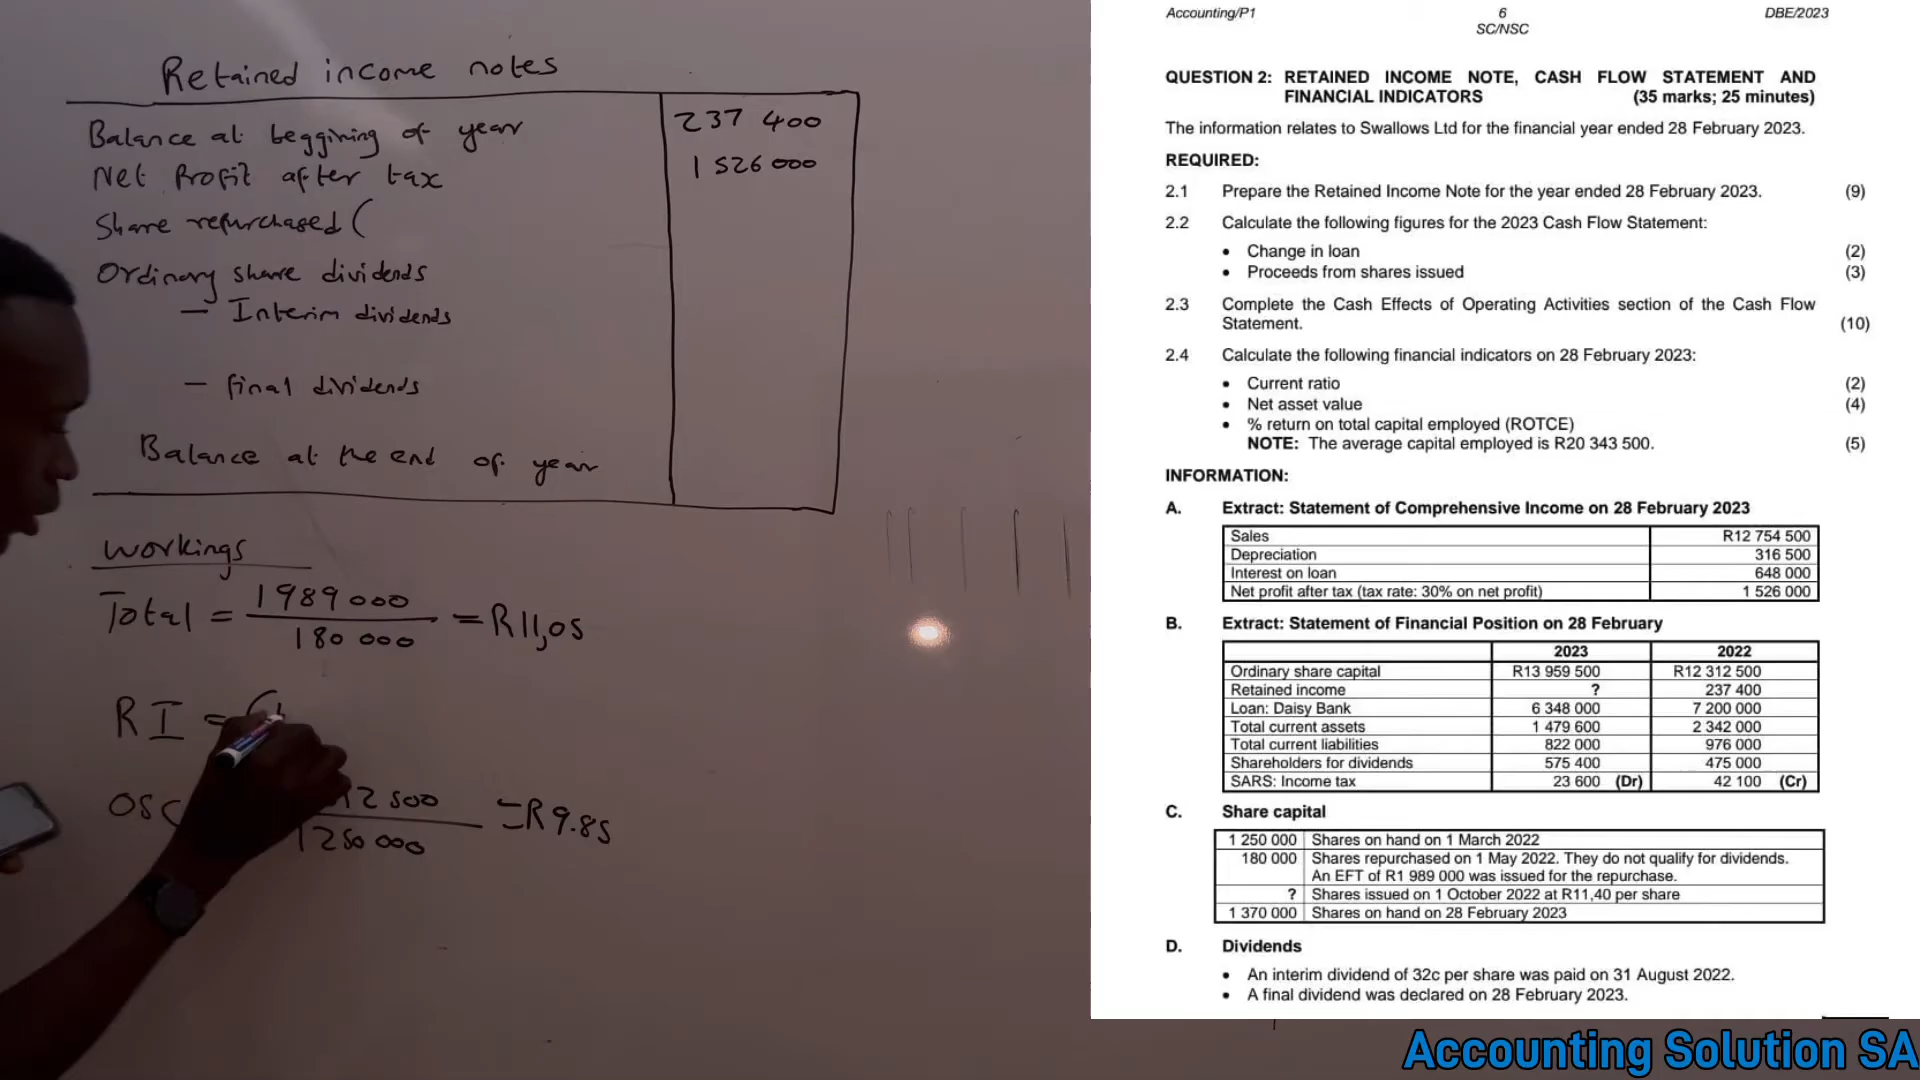 Retained income notes
Balance at beggining of year 237 400
Net Profit after tax 1 526 000
Share repurchased (
Ordinary share dividends
— Interim dividends
— final dividends
Balance at the end of year
workings
Total = 1989 000 / 180 000 = R11,05
RI = (1
OSC 12 500 / 1250 000 = R9.85
Accounting/P1 6 DBE/2023
SC/NSC
QUESTION 2: RETAINED INCOME NOTE, CASH FLOW STATEMENT AND
FINANCIAL INDICATORS (35 marks; 25 minutes)
The information relates to Swallows Ltd for the financial year ended 28 February 2023.
REQUIRED:
2.1 Prepare the Retained Income Note for the year ended 28 February 2023. (9)
2.2 Calculate the following figures for the 2023 Cash Flow Statement:
• Change in loan (2)
• Proceeds from shares issued (3)
2.3 Complete the Cash Effects of Operating Activities section of the Cash Flow
Statement. (10)
2.4 Calculate the following financial indicators on 28 February 2023:
• Current ratio (2)
• Net asset value (4)
• % return on total capital employed (ROTCE)
NOTE: The average capital employed is R20 343 500. (5)
INFORMATION:
A. Extract: Statement of Comprehensive Income on 28 February 2023
Sales R12 754 500
Depreciation 316 500
Interest on loan 648 000
Net profit after tax (tax rate: 30% on net profit) 1 526 000
B. Extract: Statement of Financial Position on 28 February
2023 2022
Ordinary share capital R13 959 500 R12 312 500
Retained income ? 237 400
Loan: Daisy Bank 6 348 000 7 200 000
Total current assets 1 479 600 2 342 000
Total current liabilities 822 000 976 000
Shareholders for dividends 575 400 475 000
SARS: Income tax 23 600 (Dr) 42 100 (Cr)
C. Share capital
1 250 000 Shares on hand on 1 March 2022
180 000 Shares repurchased on 1 May 2022. They do not qualify for dividends.
An EFT of R1 989 000 was issued for the repurchase.
? Shares issued on 1 October 2022 at R11,40 per share
1 370 000 Shares on hand on 28 February 2023
D. Dividends
• An interim dividend of 32c per share was paid on 31 August 2022.
• A final dividend was declared on 28 February 2023.
Accounting Solution SA